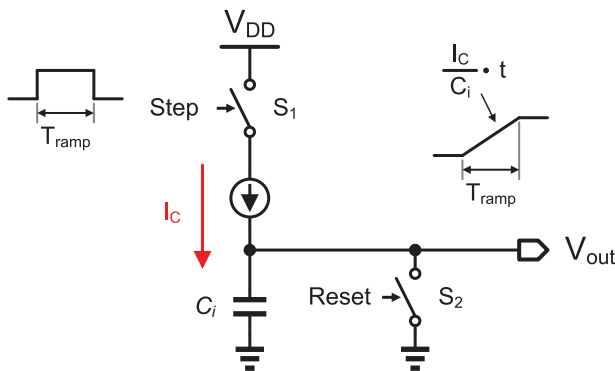 V_DD
Step
S_1
T_ramp
I_C
C_i
I_C
C_i
· t
T_ramp
V_out
Reset
S_2